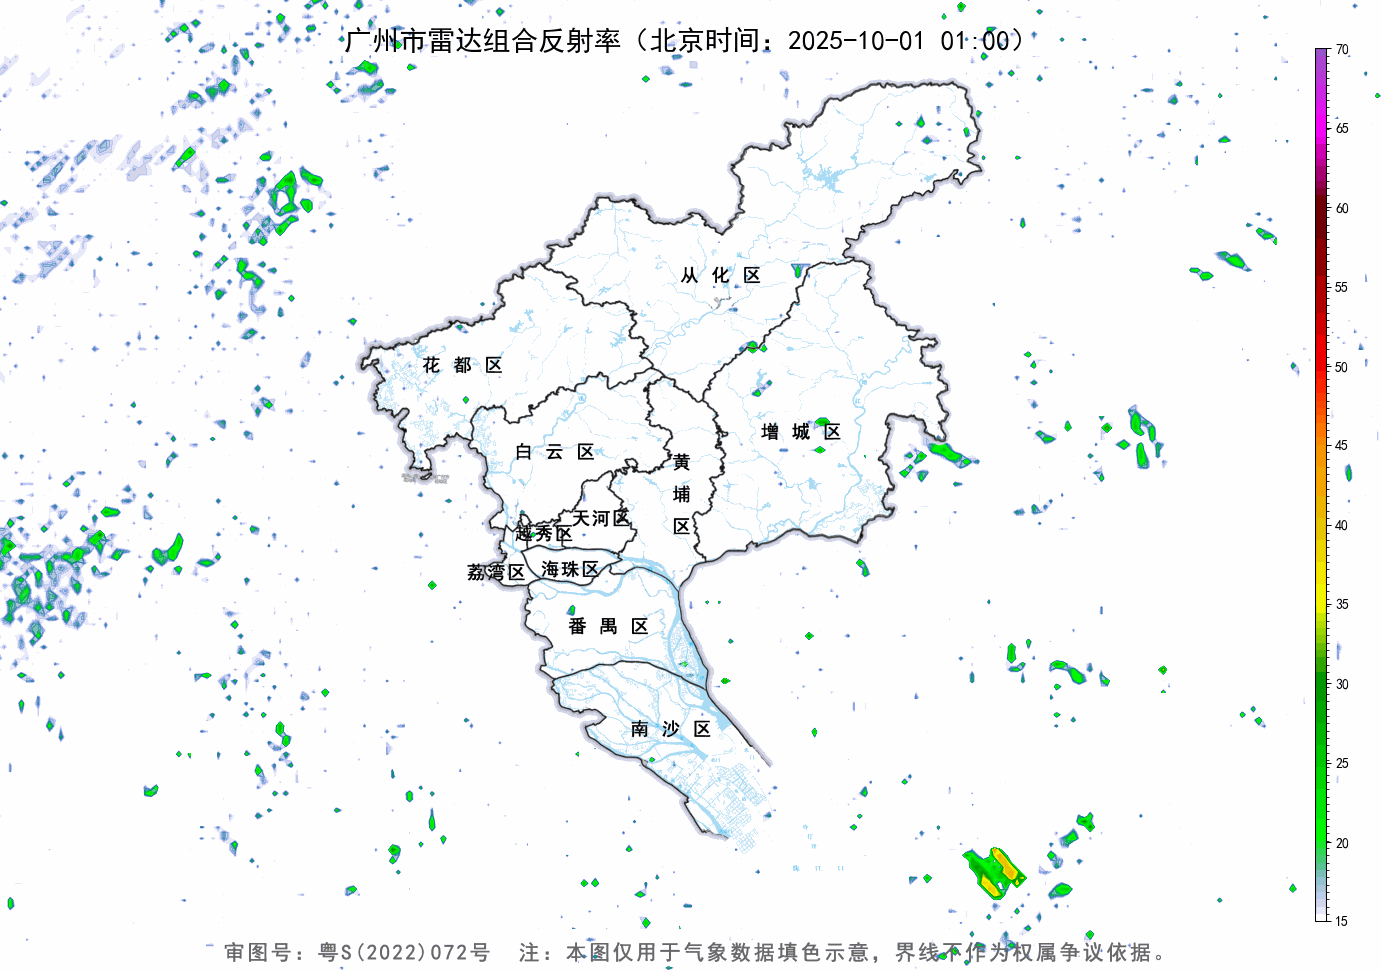 广州市雷达组合反射率（北京时间：2025-10-01 01:00）
70
65
60
55
50
45
40
35
30
25
20
15
从化区
花都区
增城区
白云区
黄埔区
天河区
越秀区
荔湾区
海珠区
番禺区
南沙区
审图号：粤S(2022)072号 注：本图仅用于气象数据填色示意，界线不作为权属争议依据。